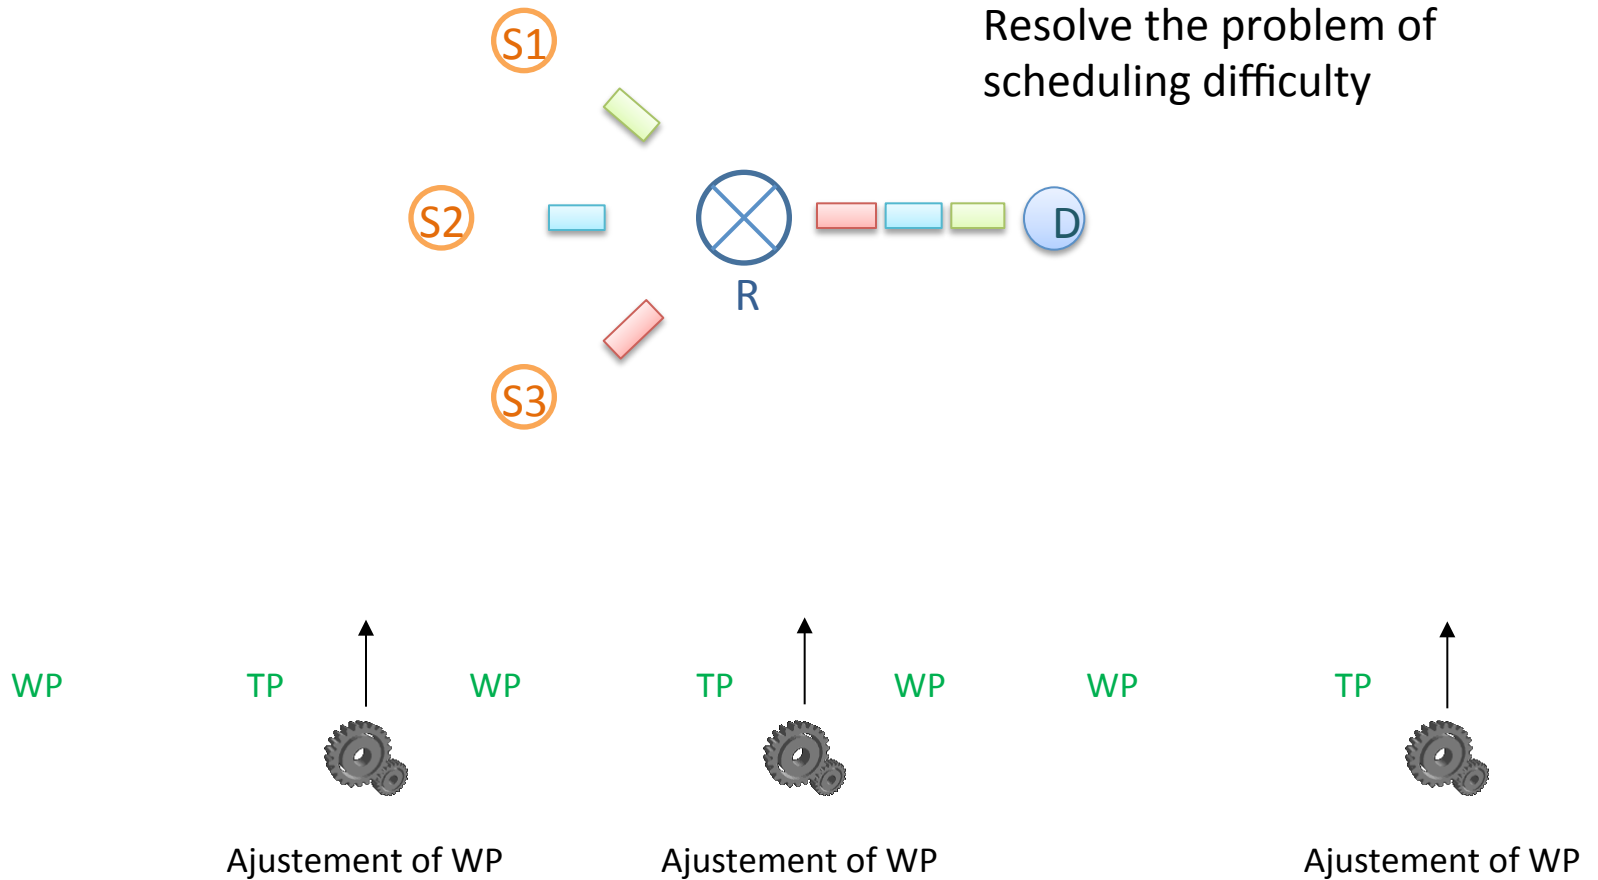 Resolve the problem of
scheduling difficulty
S1
S2
D
R
S3
WP TP WP TP WP WP TP
Ajustement of WP Ajustement of WP Ajustement of WP